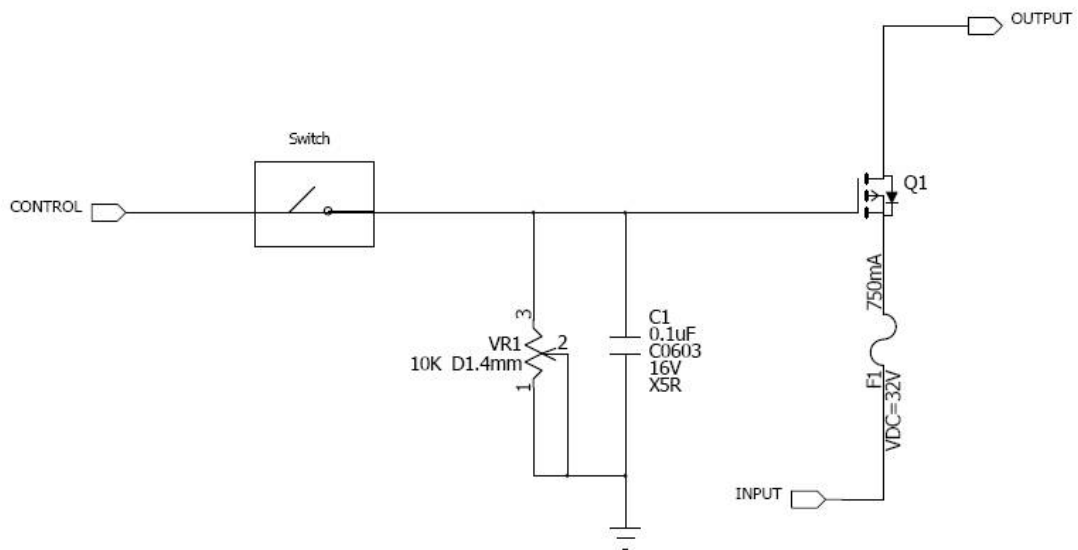 OUTPUT
Switch
Q1
CONTROL
750mA
3
C1
0.1uF
VR1
2
C0603
10K D1.4mm
16V
1
X5R
F1
VDC=32V
INPUT